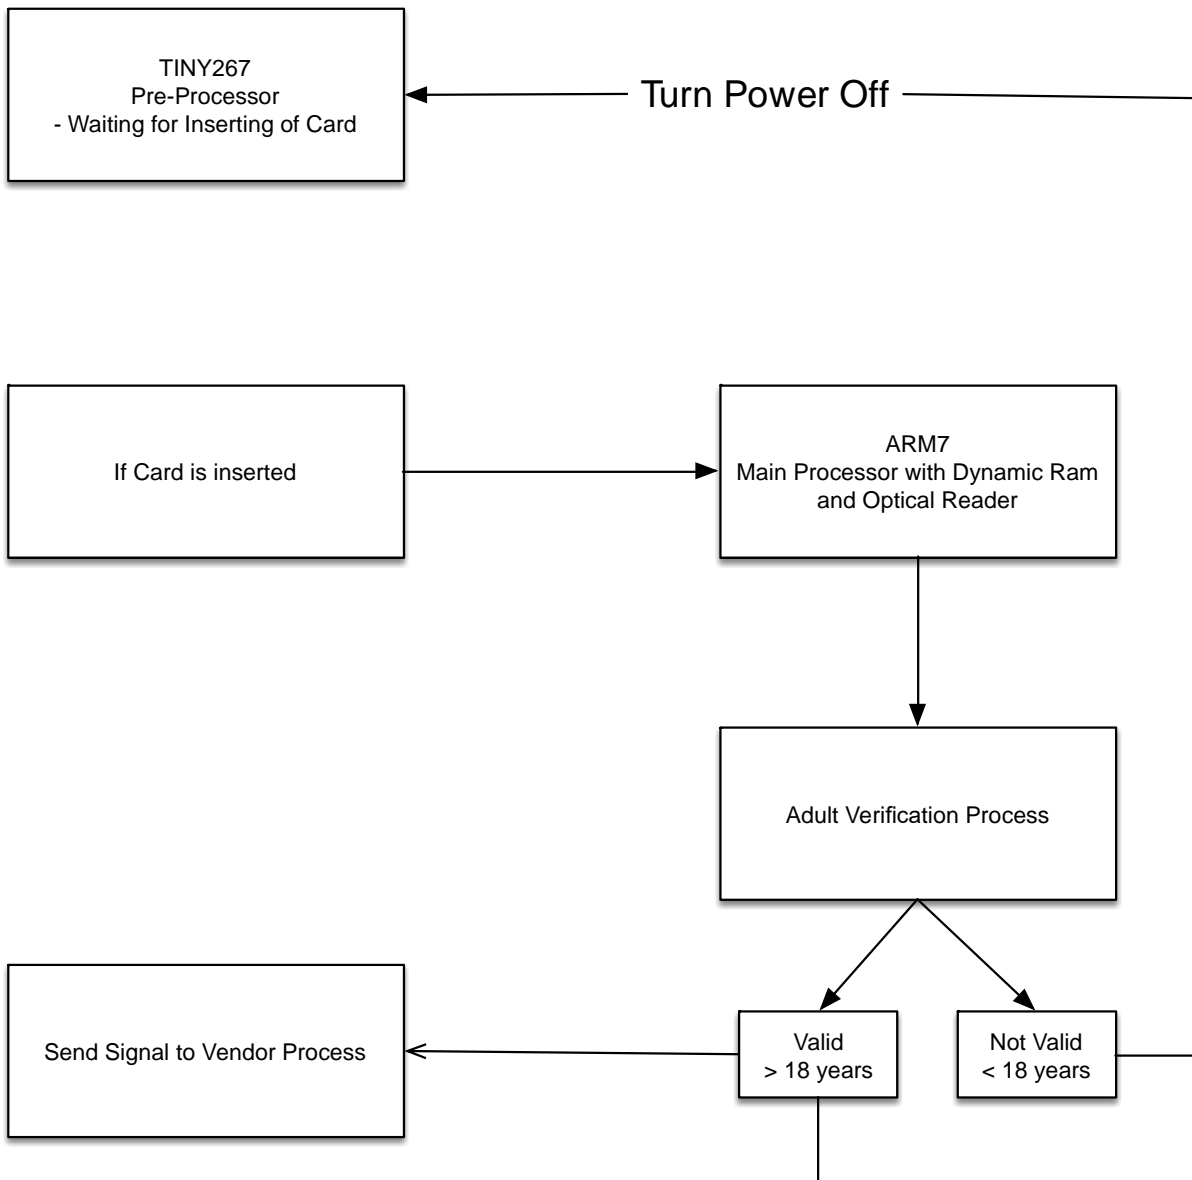 TINY267
Pre-Processor
- Waiting for Inserting of Card
Turn Power Off
If Card is inserted
ARM7
Main Processor with Dynamic Ram
and Optical Reader
Adult Verification Process
Send Signal to Vendor Process
Valid
> 18 years
Not Valid
< 18 years